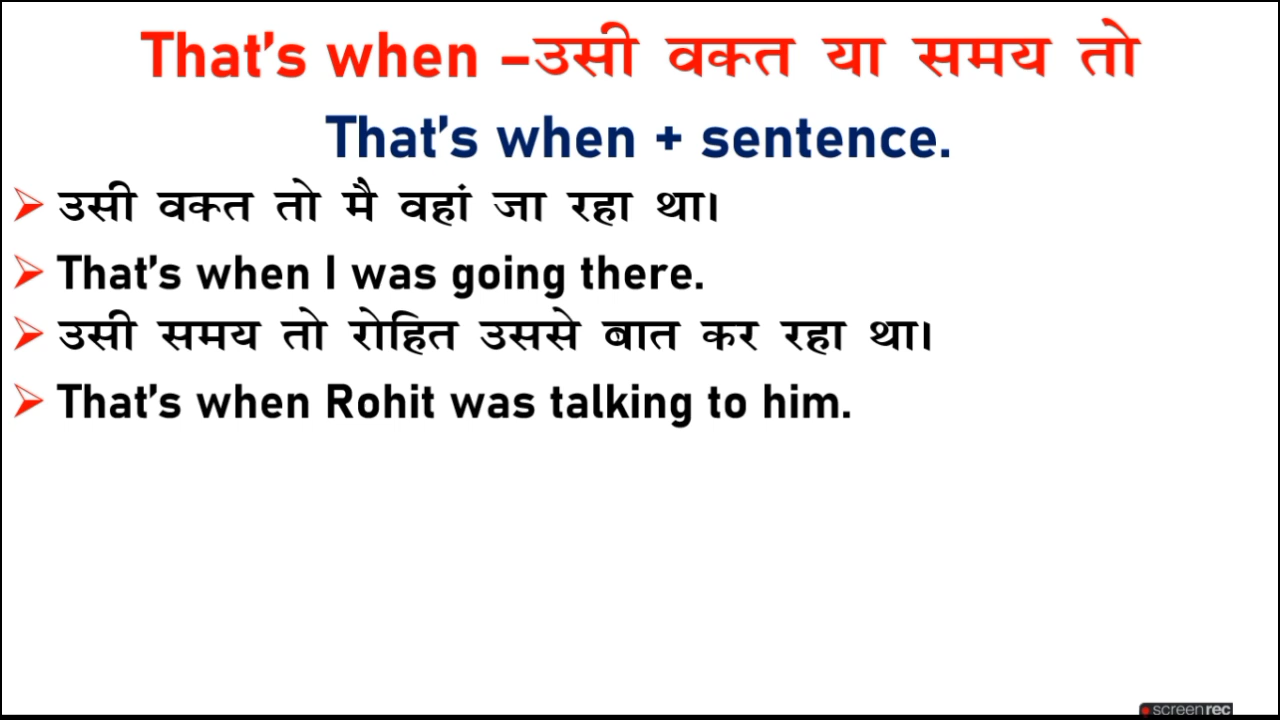 That's when –उसी वक्त या समय तो
That's when + sentence.
➢ उसी वक्त तो मै वहां जा रहा था।
➢ That's when I was going there.
➢ उसी समय तो रोहित उससे बात कर रहा था।
➢ That's when Rohit was talking to him.
screenrec